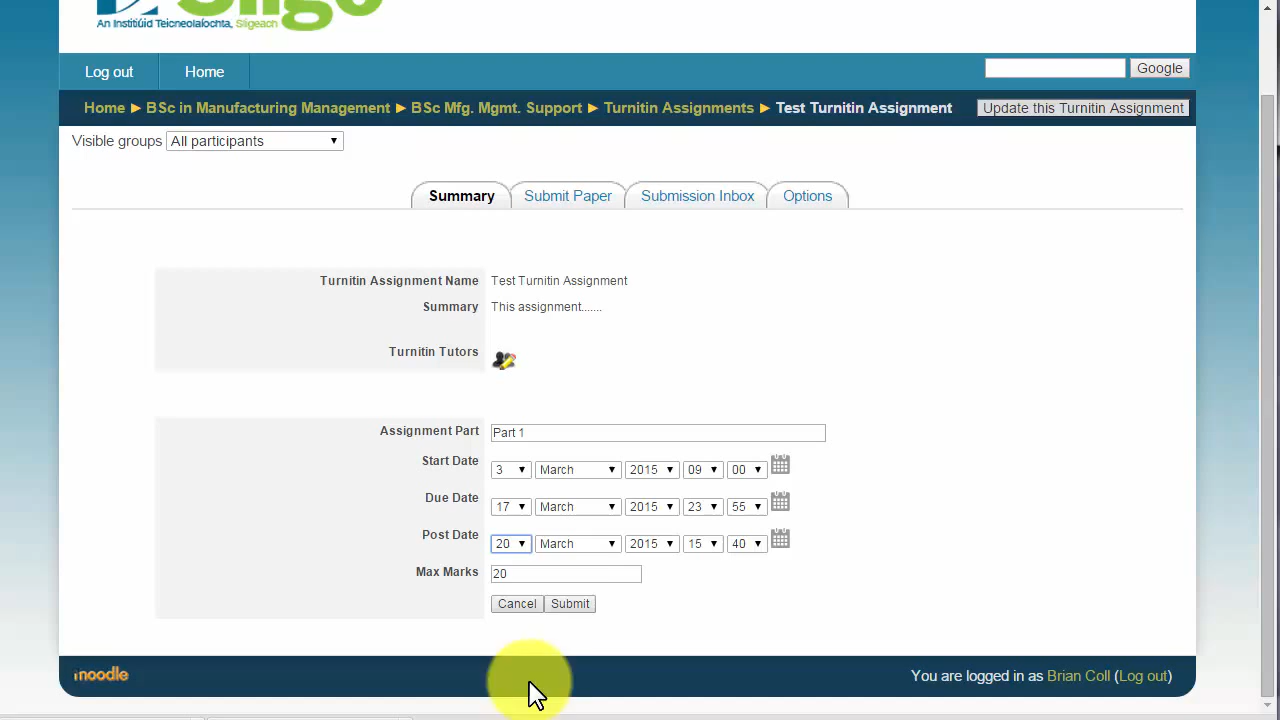 Sligo
An Institiúid Teicneolaíochta, Sligeach
Log out Home Google
Home ▶ BSc in Manufacturing Management ▶ BSc Mfg. Mgmt. Support ▶ Turnitin Assignments ▶ Test Turnitin Assignment Update this Turnitin Assignment
Visible groups All participants
Summary Submit Paper Submission Inbox Options
Turnitin Assignment Name Test Turnitin Assignment
Summary This assignment.......
Turnitin Tutors
Assignment Part Part 1
Start Date 3 March 2015 09 00
Due Date 17 March 2015 23 55
Post Date 20 March 2015 15 40
Max Marks 20
Cancel Submit
moodle You are logged in as Brian Coll (Log out)